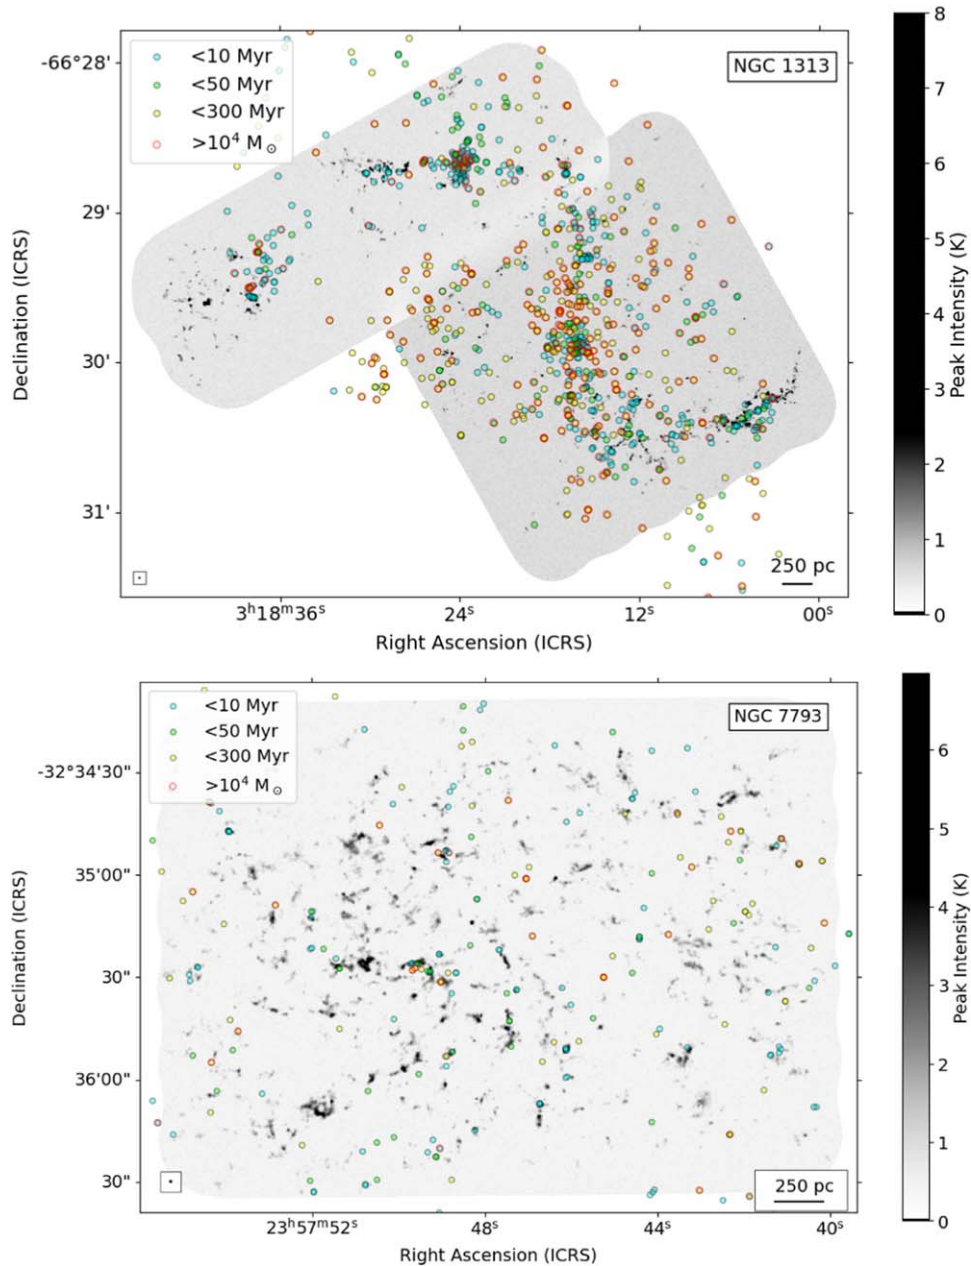 <10 Myr
<50 Myr
<300 Myr
>10⁴ M⊙
NGC 1313
-66°28'
29'
30'
31'
Declination (ICRS)
250 pc
3ʰ18ᵐ36ˢ
24ˢ
12ˢ
00ˢ
Right Ascension (ICRS)
8
7
6
5
4
3
2
1
0
Peak Intensity (K)
<10 Myr
<50 Myr
<300 Myr
>10⁴ M⊙
NGC 7793
-32°34'30"
35'00"
30"
36'00"
30"
Declination (ICRS)
250 pc
23ʰ57ᵐ52ˢ
48ˢ
44ˢ
40ˢ
Right Ascension (ICRS)
6
5
4
3
2
1
0
Peak Intensity (K)